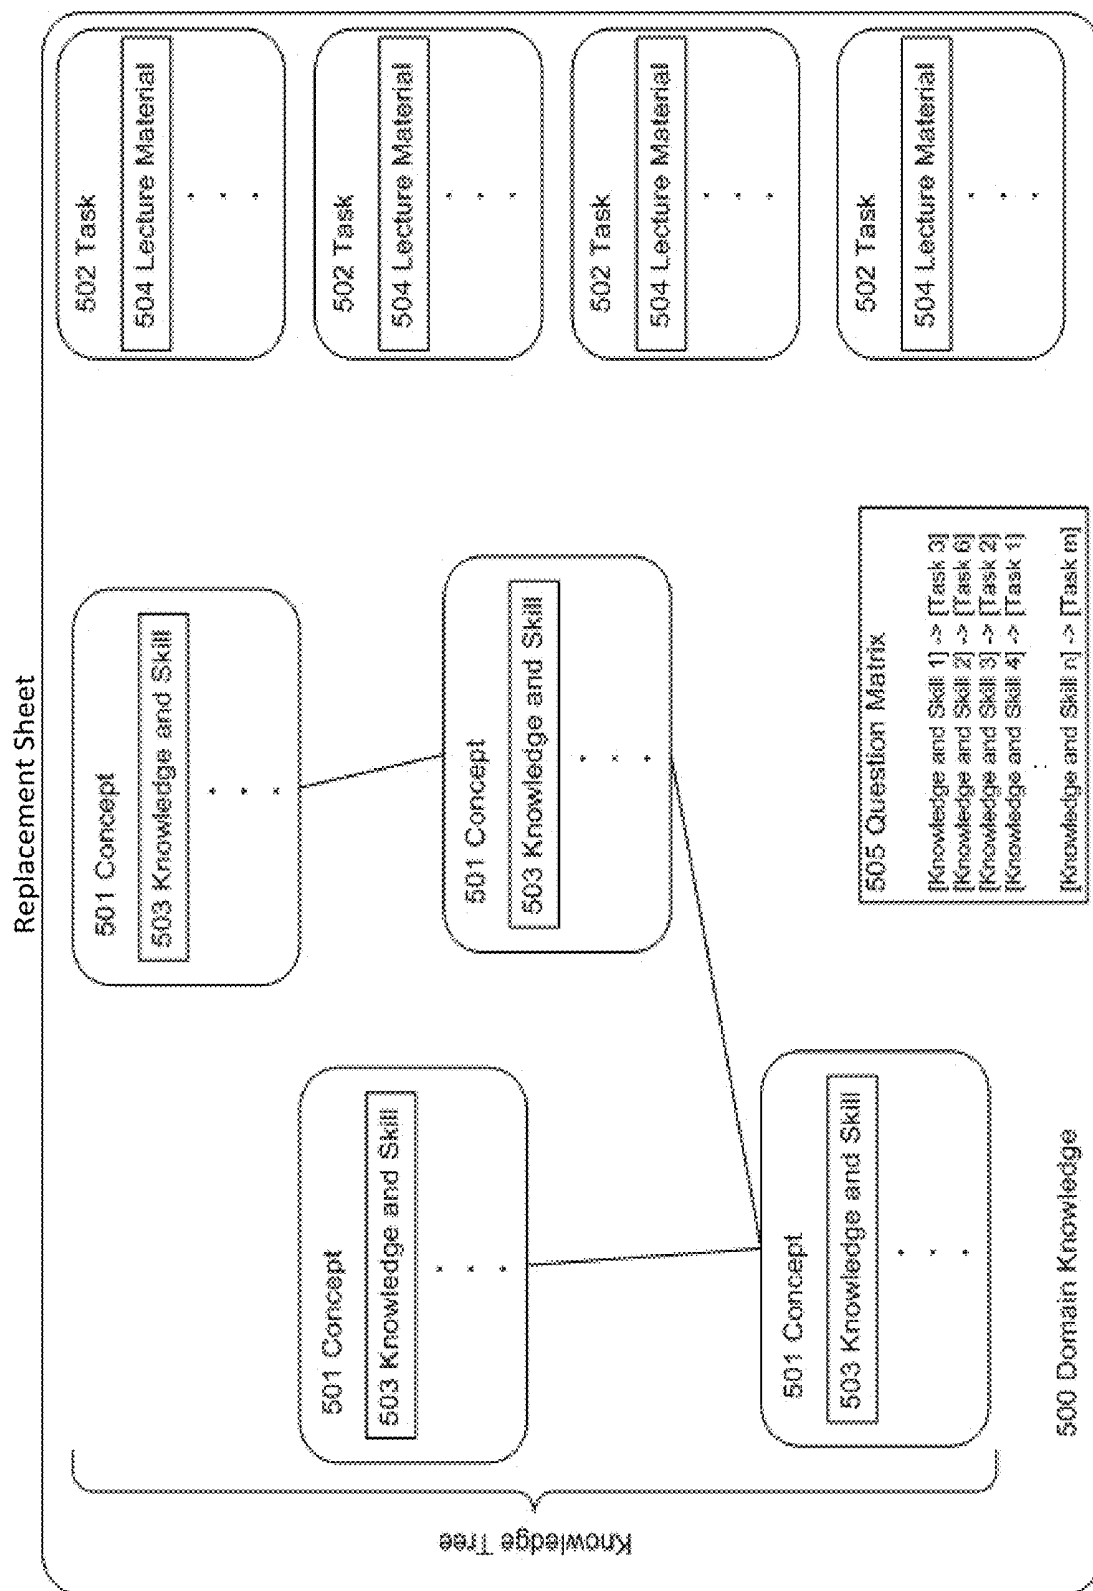 Replacement Sheet
Knowledge Tree
501 Concept
503 Knowledge and Skill
501 Concept
503 Knowledge and Skill
501 Concept
503 Knowledge and Skill
501 Concept
503 Knowledge and Skill
500 Domain Knowledge
505 Question Matrix
[Knowledge and Skill 1] -> [Task 3]
[Knowledge and Skill 2] -> [Task 6]
[Knowledge and Skill 3] -> [Task 2]
[Knowledge and Skill 4] -> [Task 1]
:
[Knowledge and Skill n] -> [Task m]
502 Task
504 Lecture Material
502 Task
504 Lecture Material
502 Task
504 Lecture Material
502 Task
504 Lecture Material